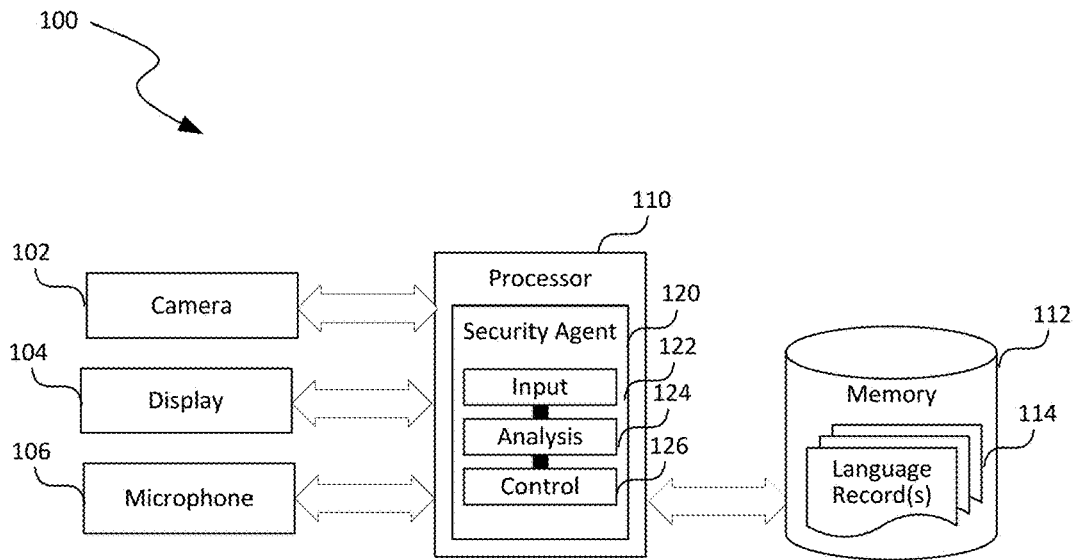 100
110
102
Processor
Camera
120
Security Agent
112
104
122
Input
Display
124
Memory
Analysis
114
106
126
Microphone
Control
Language
Record(s)